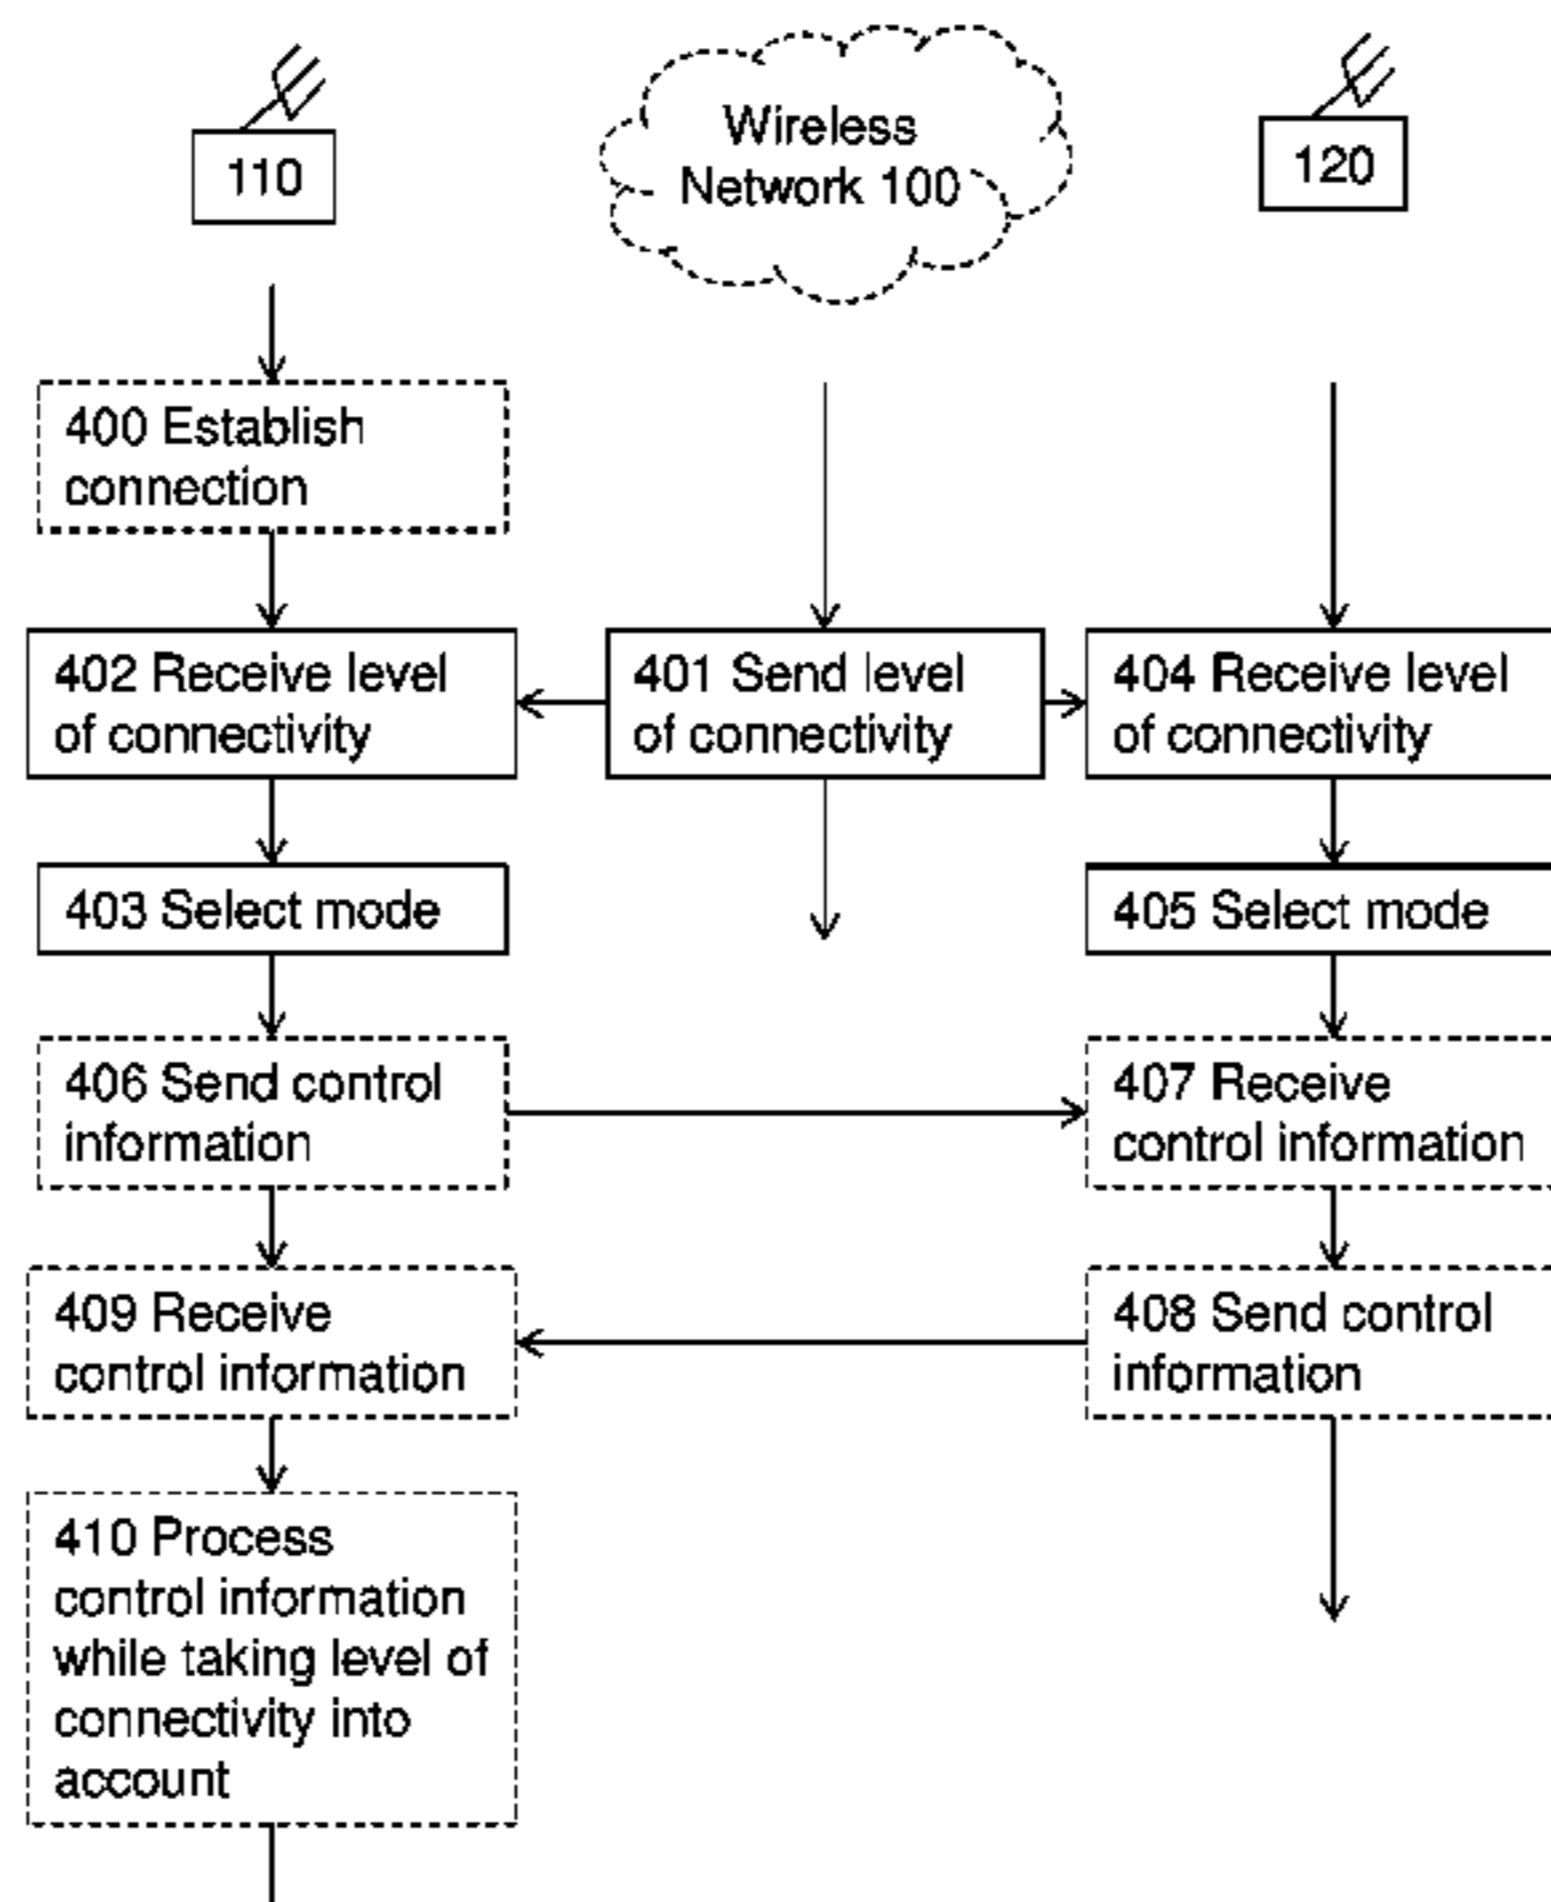 110
Wireless
Network 100
120
400 Establish
connection
402 Receive level
of connectivity
401 Send level
of connectivity
404 Receive level
of connectivity
403 Select mode
405 Select mode
406 Send control
information
407 Receive
control information
409 Receive
control information
408 Send control
information
410 Process
control information
while taking level of
connectivity into
account